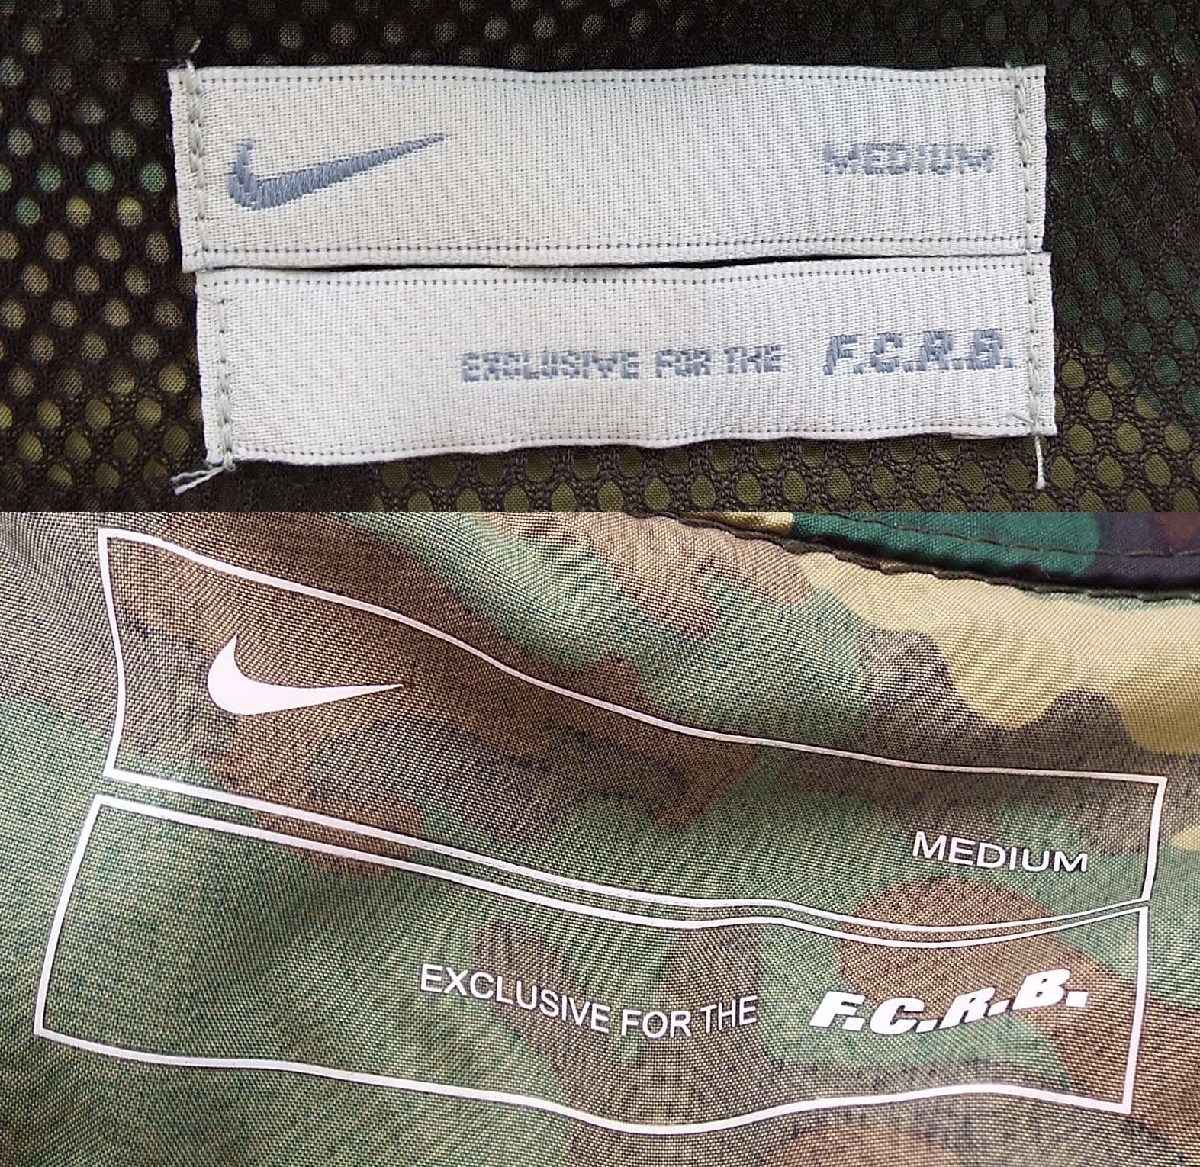 MEDIUM
EXCLUSIVE FOR THE F.C.R.B.
MEDIUM
EXCLUSIVE FOR THE F.C.R.B.